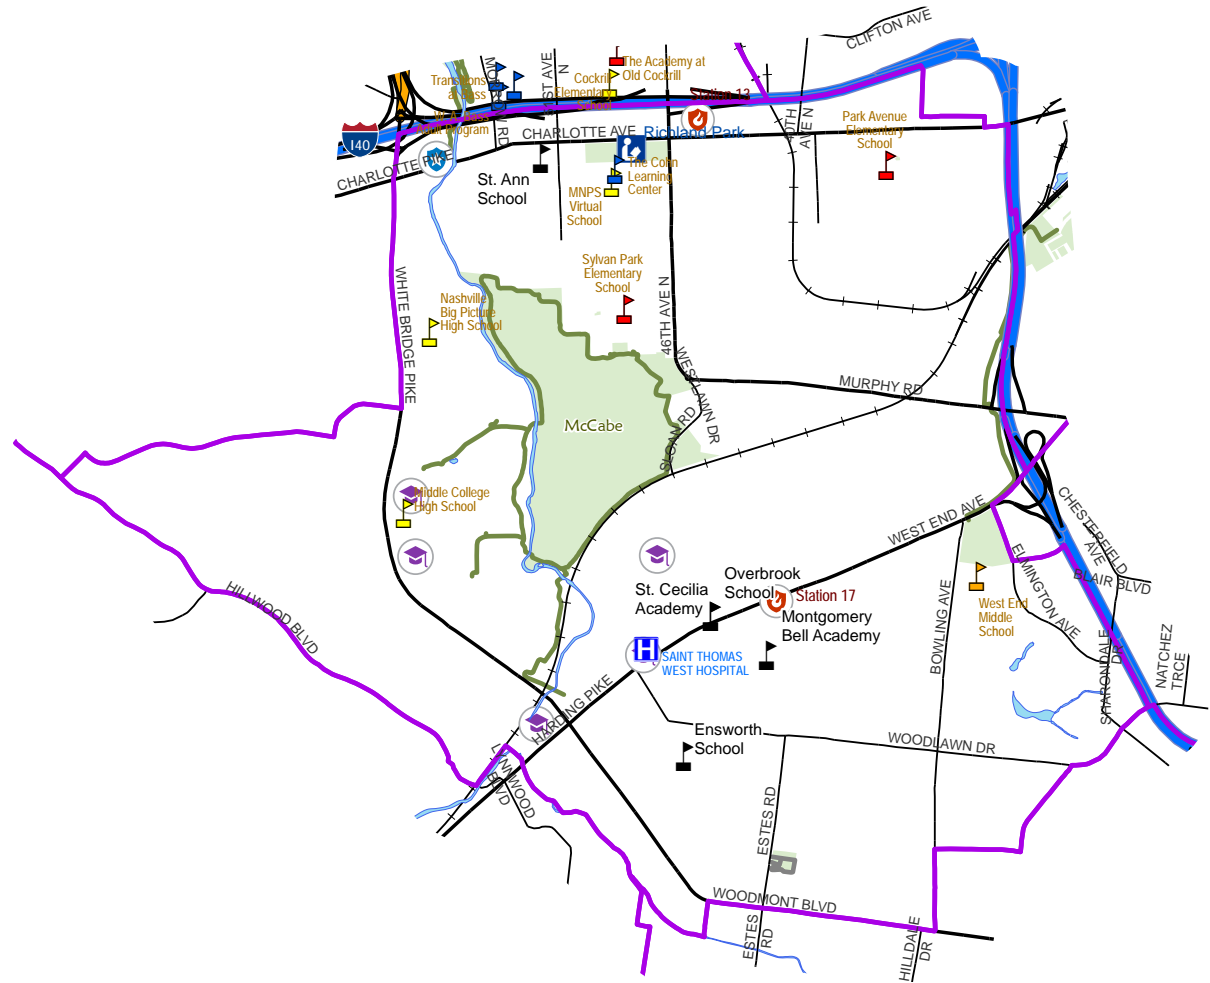 CLIFTON AVE
The Academy at
Old Cockrill
Transitions
at Bass
MORROW RD
51ST AVE
N
Cockrill
Elementary
School
Station 13
W. A. Bass
Adult Program
I40
CHARLOTTE AVE
Richland Park
40TH
AVE N
Park Avenue
Elementary
School
CHARLOTTE PIKE
St. Ann
School
The Cohn
Learning
Center
MNPS
Virtual
School
Sylvan Park
Elementary
School
WHITE BRIDGE PIKE
Nashville
Big Picture
High School
46TH AVE N
WESTLAWN DR
MURPHY RD
McCabe
SLOAN RD
Middle College
High School
WEST END AVE
CHESTERFIELD
AVE
ELMINGTON AVE
BLAIR BLVD
Overbrook
School
St. Cecilia
Academy
Station 17
Montgomery
Bell Academy
West End
Middle
School
HILLWOOD BLVD
BOWLING AVE
SHARONDALE
DR
NATCHEZ
TRCE
H
SAINT THOMAS
WEST HOSPITAL
HARDING PIKE
Ensworth
School
WOODLAWN DR
LYNNWOOD
BLVD
ESTES RD
WOODMONT BLVD
ESTES
RD
HILLDALE
DR